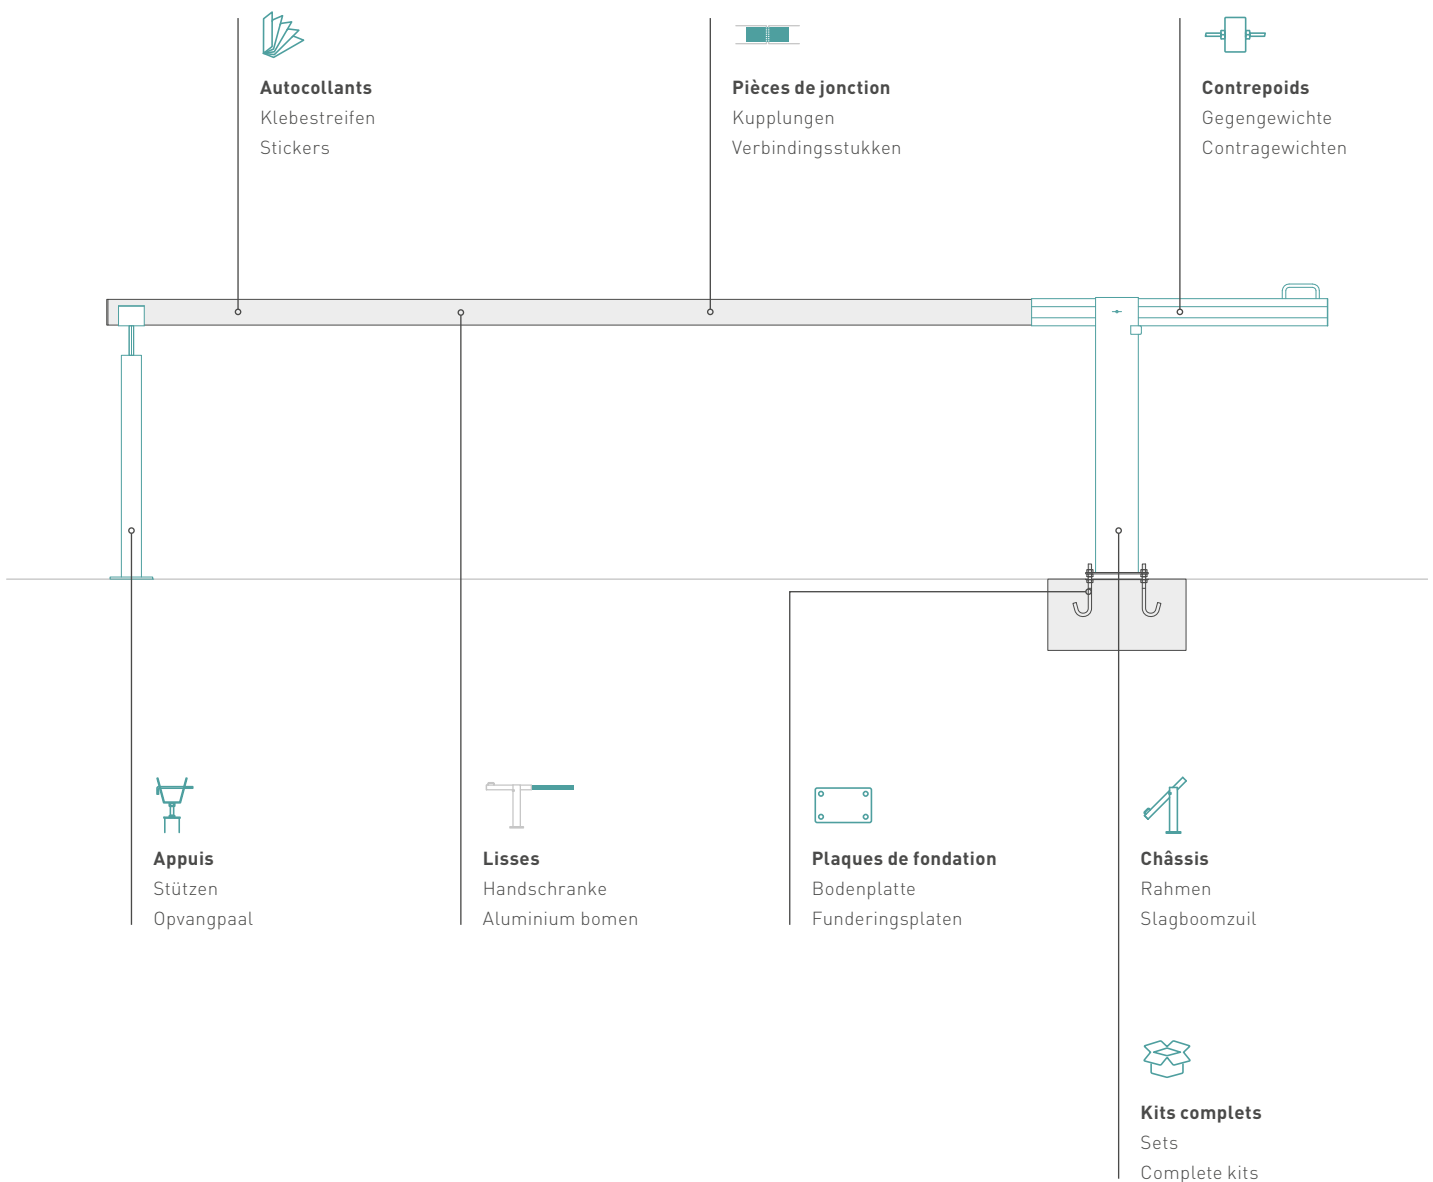 Autocollants
Klebestreifen
Stickers
Pièces de jonction
Kupplungen
Verbindingsstukken
Contrepoids
Gegengewichte
Contragewichten
Appuis
Stützen
Opvangpaal
Lisses
Handschranke
Aluminium bomen
Plaques de fondation
Bodenplatte
Funderingsplaten
Châssis
Rahmen
Slagboomzuil
Kits complets
Sets
Complete kits